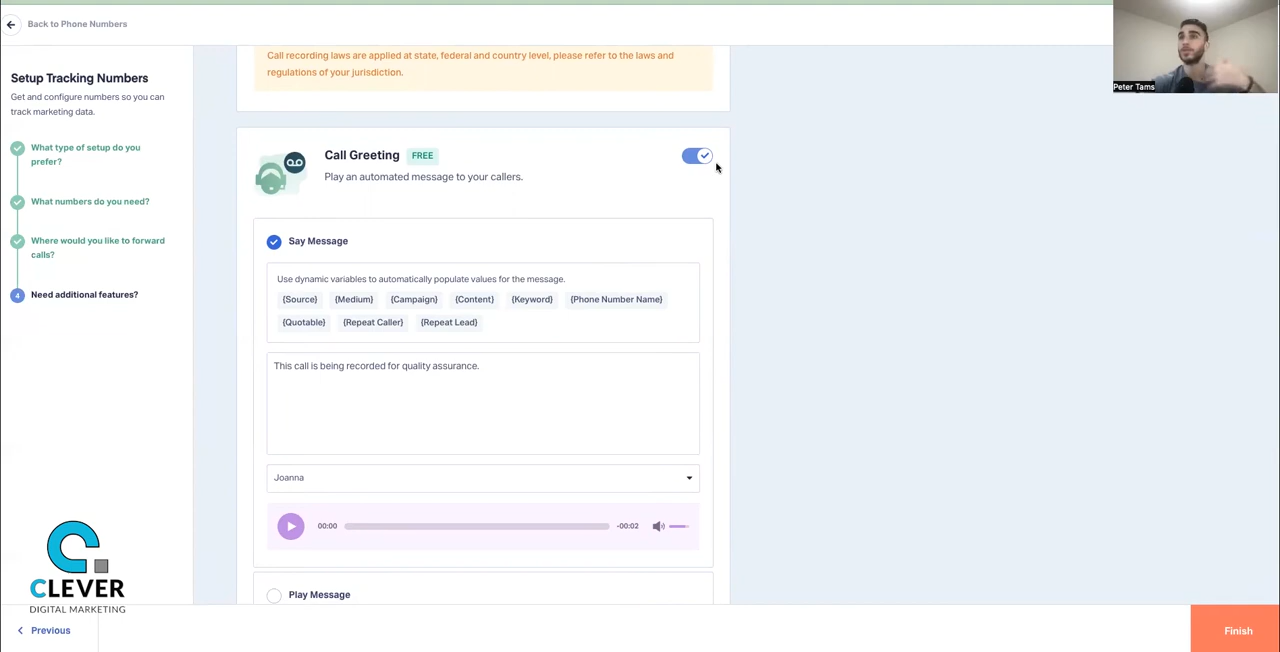 Back to Phone Numbers
Peter Tams
Setup Tracking Numbers
Get and configure numbers so you can
track marketing data.
What type of setup do you
prefer?
What numbers do you need?
Where would you like to forward
calls?
4
Need additional features?
Call recording laws are applied at state, federal and country level, please refer to the laws and
regulations of your jurisdiction.
Call Greeting FREE
Play an automated message to your callers.
Say Message
Use dynamic variables to automatically populate values for the message.
{Source} {Medium} {Campaign} {Content} {Keyword} {Phone Number Name}
{Quotable} {Repeat Caller} {Repeat Lead}
This call is being recorded for quality assurance.
Joanna
00:00 -00:02
Play Message
CLEVER
DIGITAL MARKETING
Previous
Finish